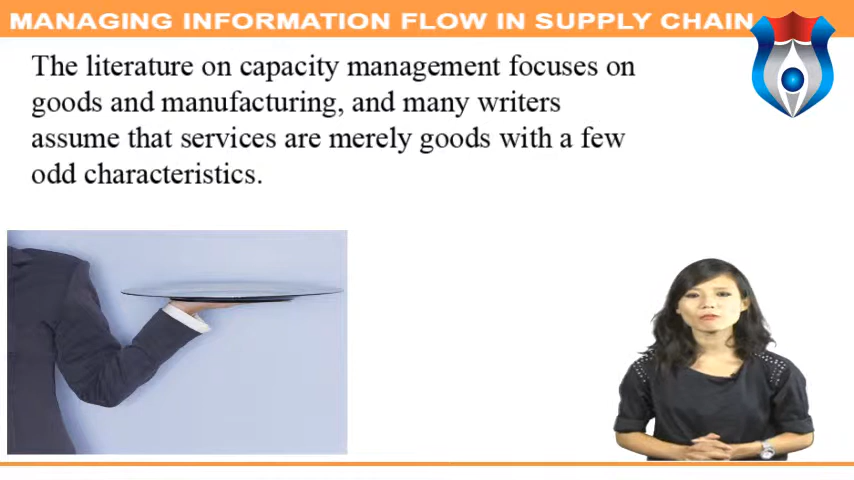 MANAGING INFORMATION FLOW IN SUPPLY CHAIN
The literature on capacity management focuses on
goods and manufacturing, and many writers
assume that services are merely goods with a few
odd characteristics.